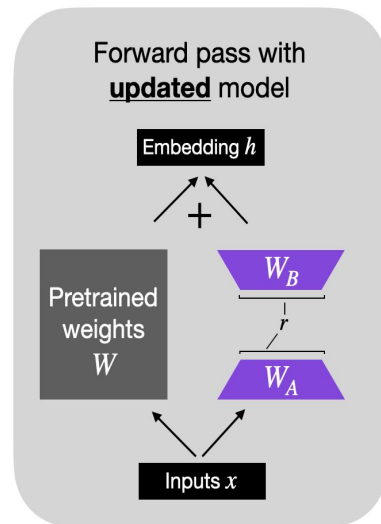 Forward pass with
updated model
Embedding h
+
Pretrained
weights
W
W_B
r
W_A
Inputs x